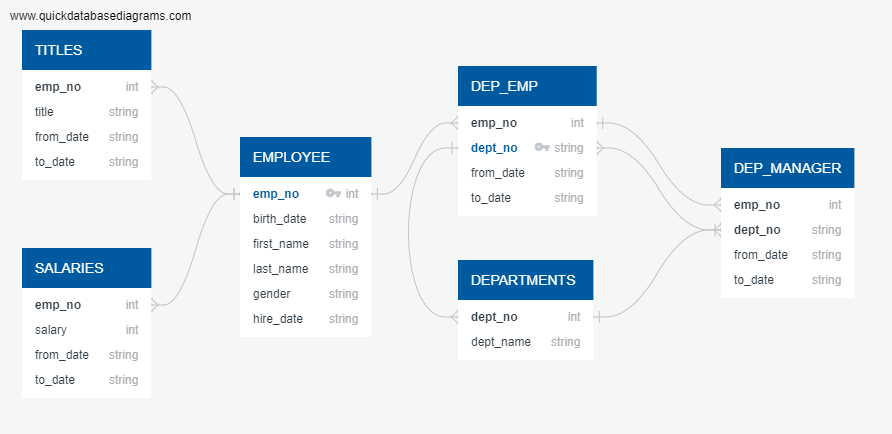 www.quickdatabasediagrams.com
TITLES
emp_no int
title string
from_date string
to_date string
SALARIES
emp_no int
salary int
from_date string
to_date string
EMPLOYEE
emp_no int
birth_date string
first_name string
last_name string
gender string
hire_date string
DEP_EMP
emp_no int
dept_no string
from_date string
to_date string
DEPARTMENTS
dept_no int
dept_name string
DEP_MANAGER
emp_no int
dept_no string
from_date string
to_date string